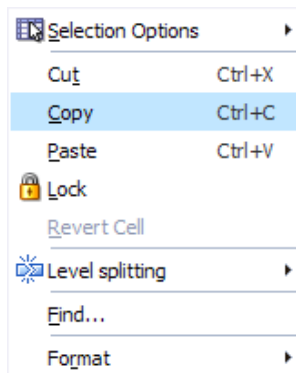 Selection Options
Cut Ctrl+X
Copy Ctrl+C
Paste Ctrl+V
Lock
Revert Cell
Level splitting
Find...
Format